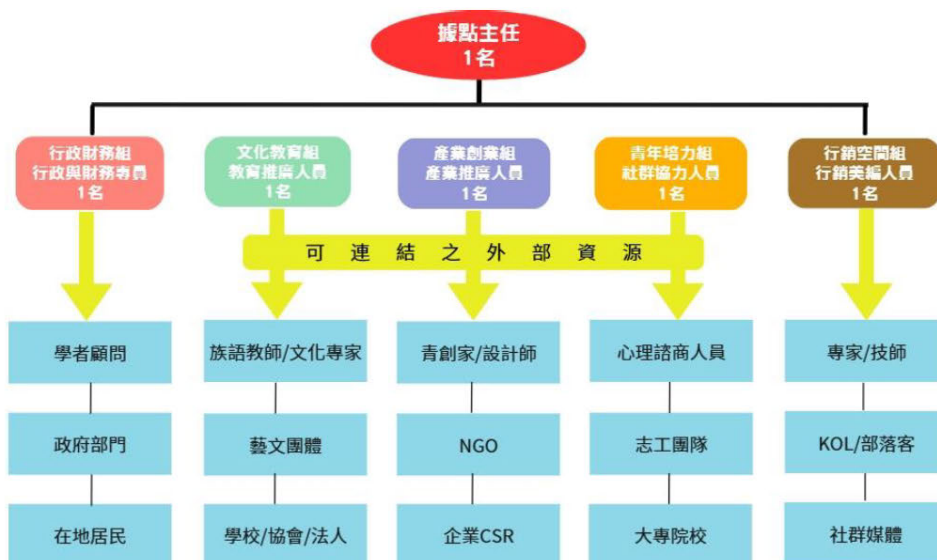 據點主任
1名
行政財務組
行政與財務專員
1名
文化教育組
教育推廣人員
1名
產業創業組
產業推廣人員
1名
青年培力組
社群協力人員
1名
行銷空間組
行銷美編人員
1名
可連結之外部資源
學者顧問
族語教師/文化專家
青創家/設計師
心理諮商人員
專家/技師
政府部門
藝文團體
NGO
志工團隊
KOL/部落客
在地居民
學校/協會/法人
企業CSR
大專院校
社群媒體